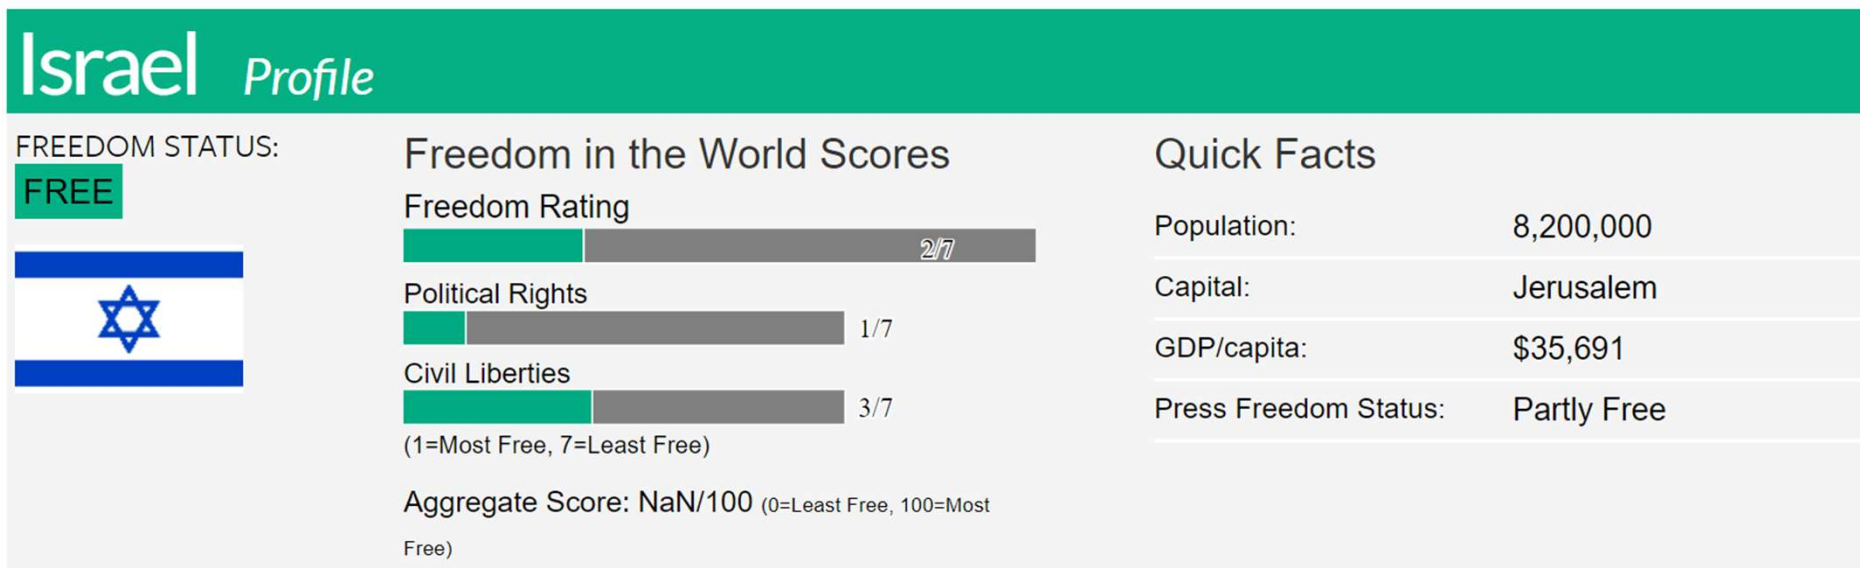 Israel Profile
FREEDOM STATUS:
FREE
Freedom in the World Scores
Freedom Rating
2/7
Political Rights
1/7
Civil Liberties
3/7
(1=Most Free, 7=Least Free)
Aggregate Score: NaN/100 (0=Least Free, 100=Most
Free)
Quick Facts
Population: 8,200,000
Capital: Jerusalem
GDP/capita: $35,691
Press Freedom Status: Partly Free